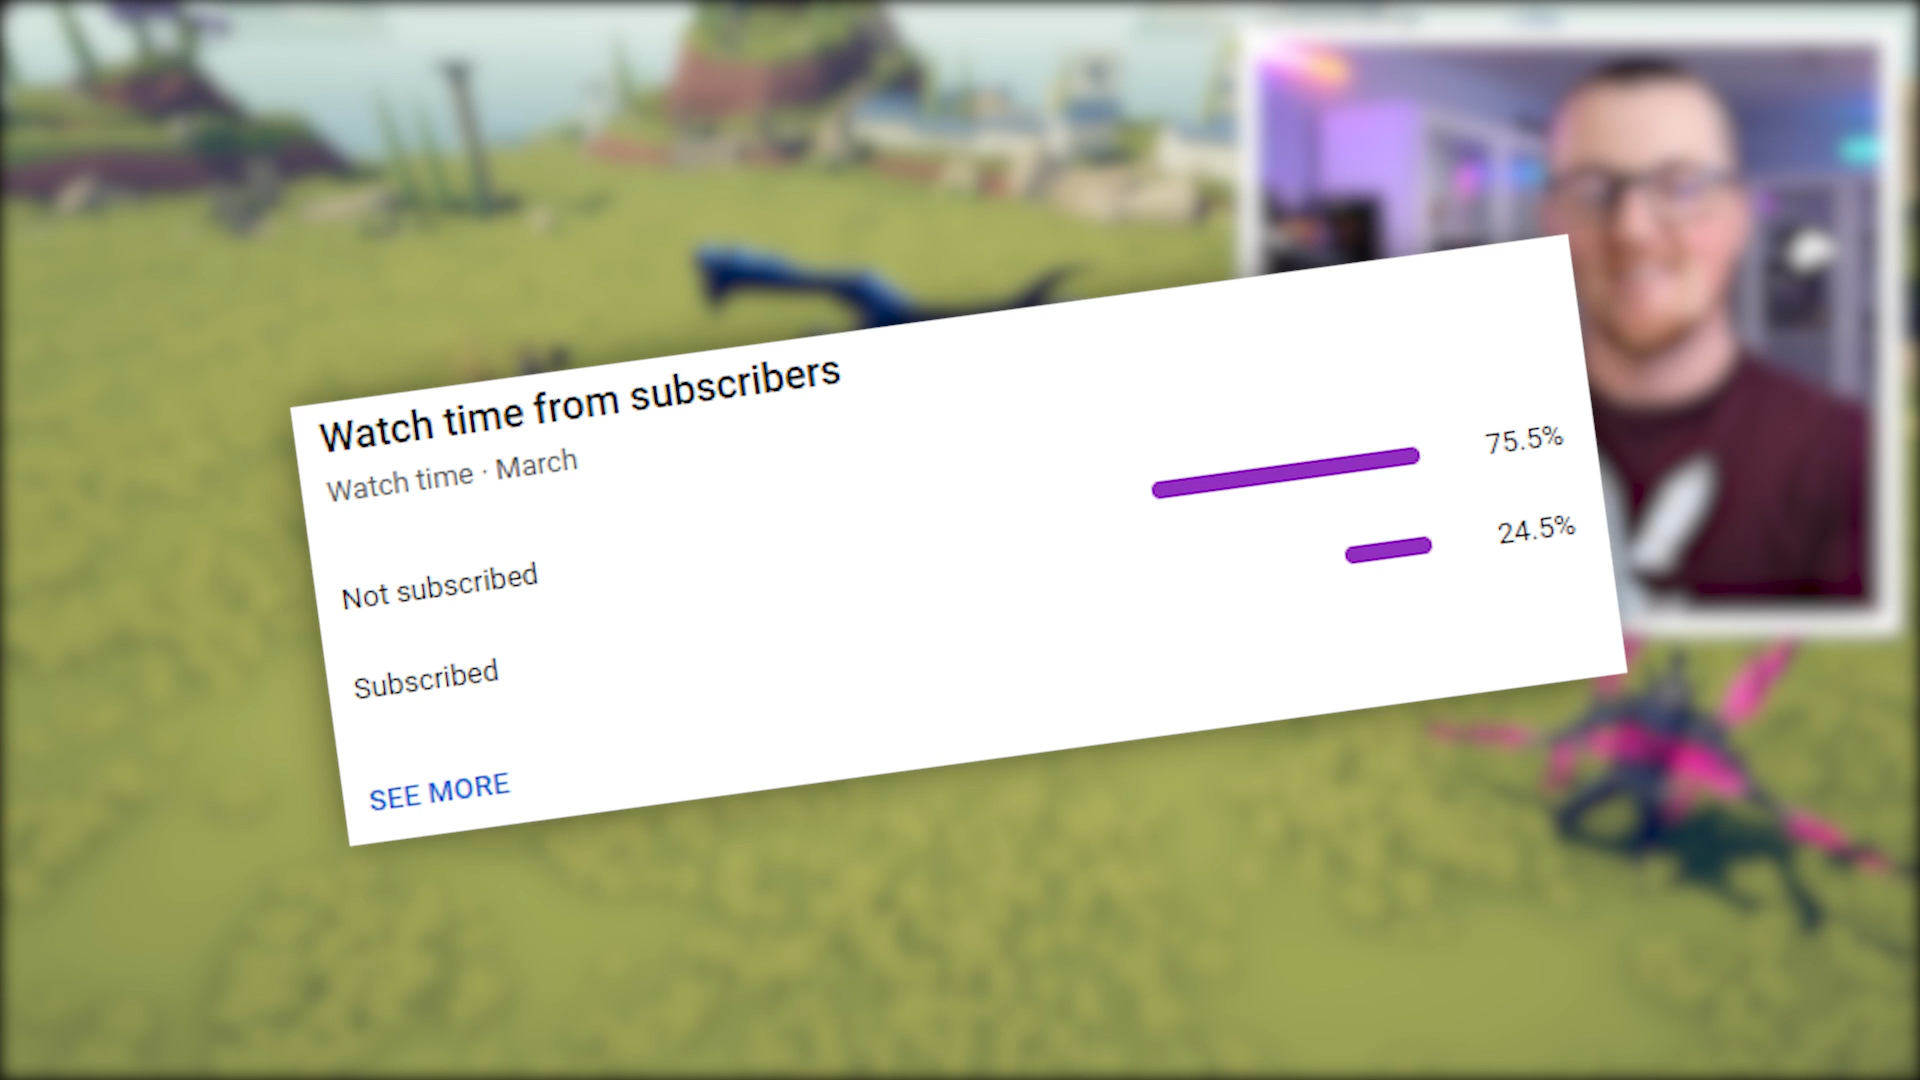 Watch time from subscribers
Watch time · March
Not subscribed 75.5%
Subscribed 24.5%
SEE MORE